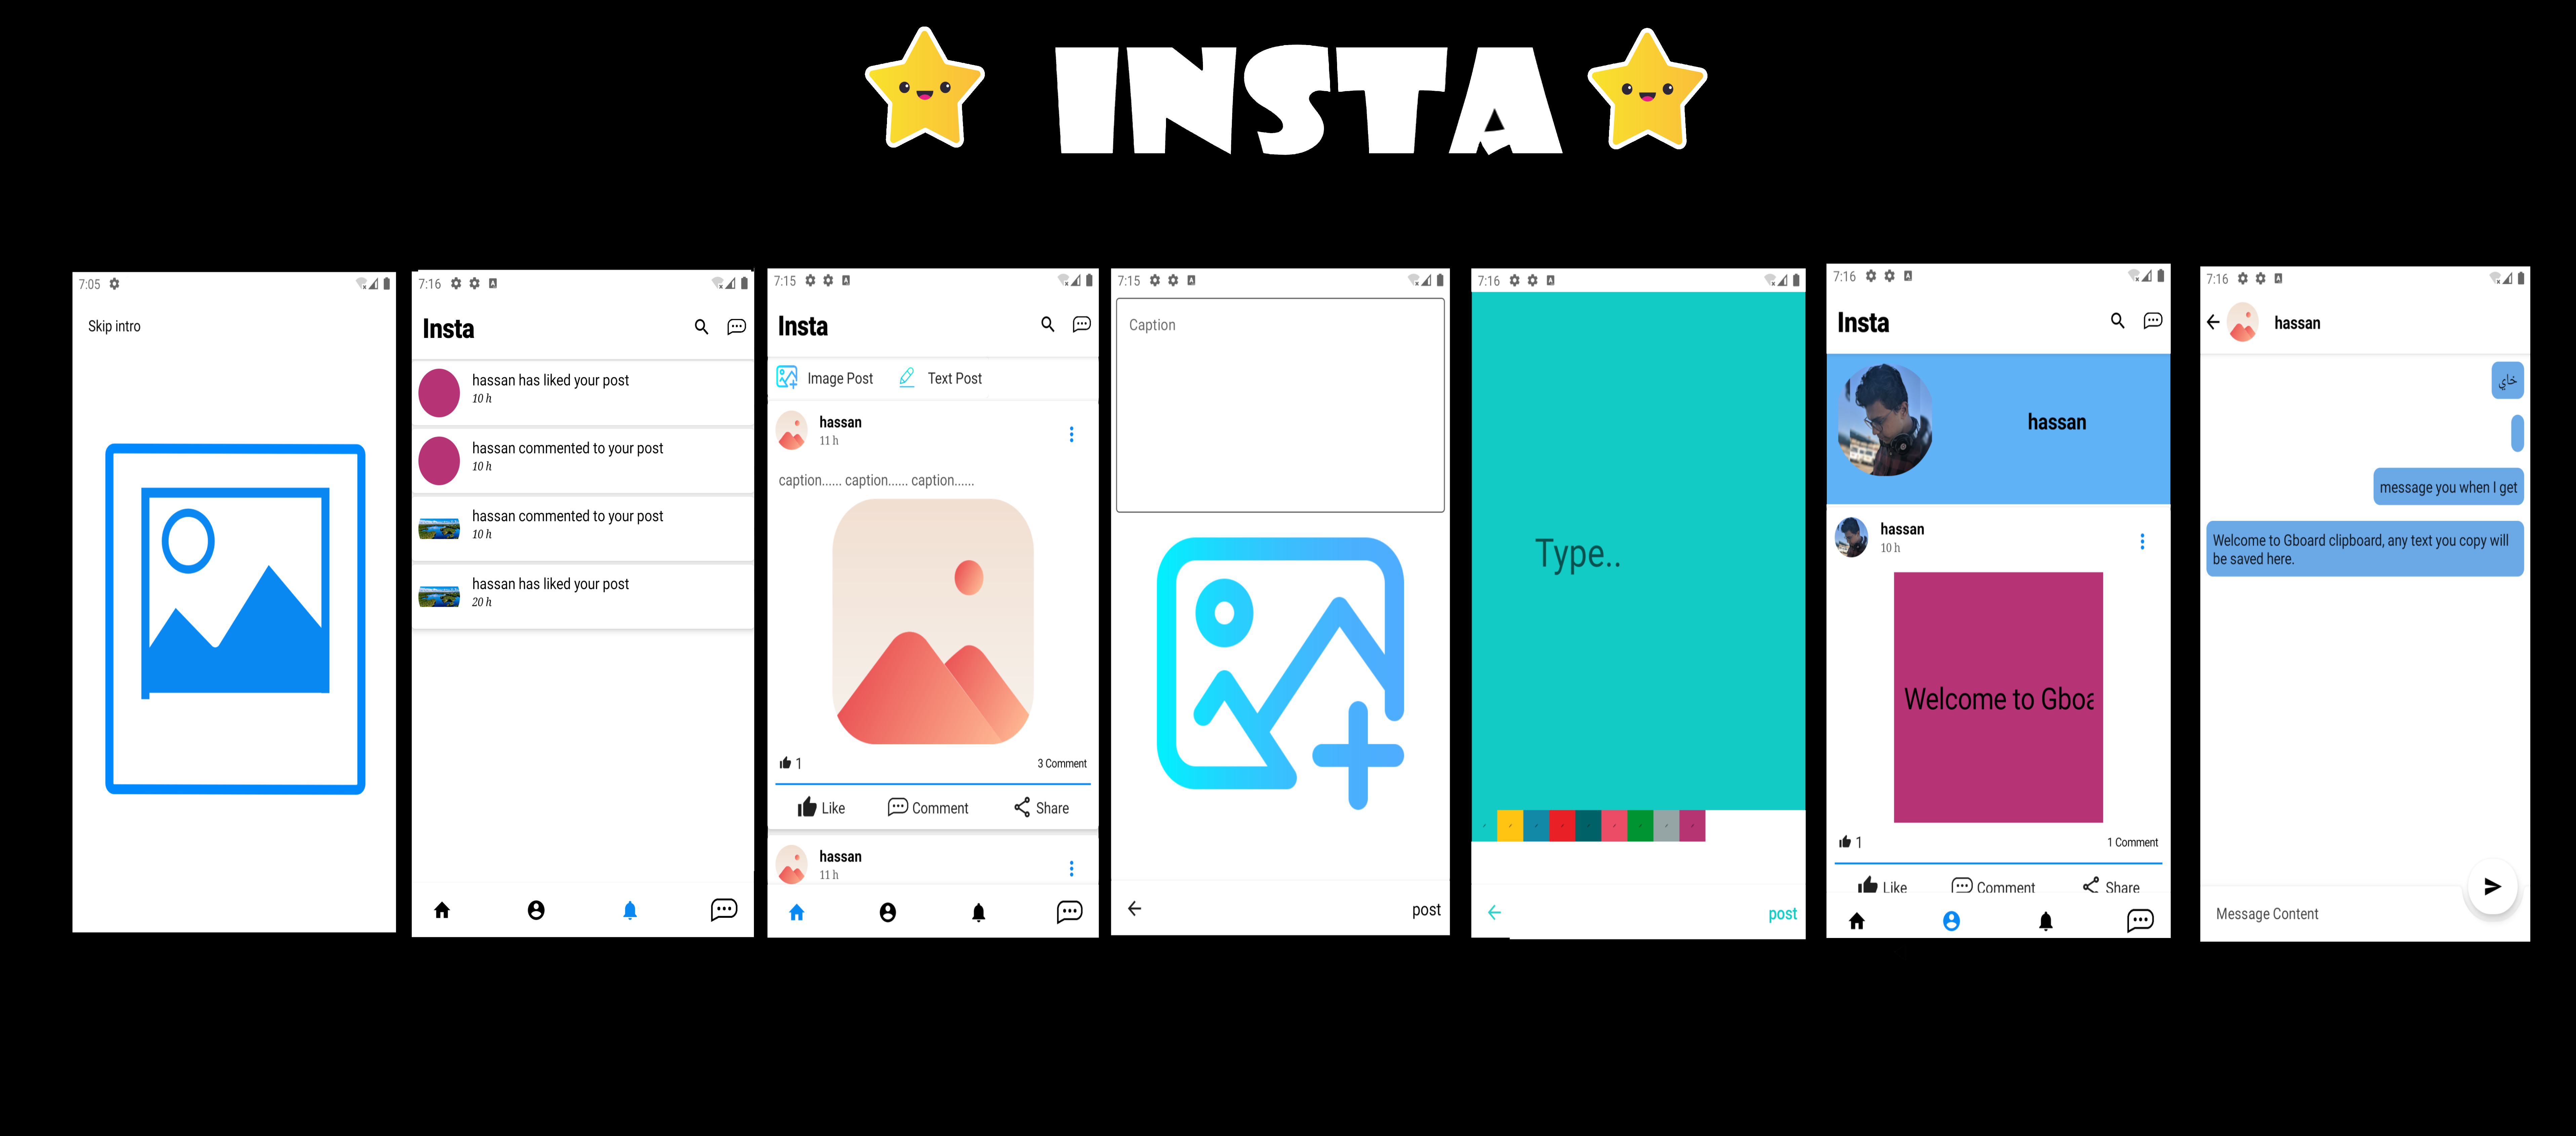 INSTA
7:05
Skip intro
7:16
Insta
hassan has liked your post
10 h
hassan commented to your post
10 h
hassan commented to your post
10 h
hassan has liked your post
20 h
7:15
Insta
Image Post
Text Post
hassan
11 h
caption...... caption...... caption......
1
3 Comment
Like
Comment
Share
hassan
11 h
7:15
Caption
post
7:16
Type..
post
7:16
Insta
hassan
hassan
10 h
Welcome to Gboa
1
1 Comment
Like
Comment
Share
7:16
hassan
خاي
message you when I get
Welcome to Gboard clipboard, any text you copy will
be saved here.
Message Content